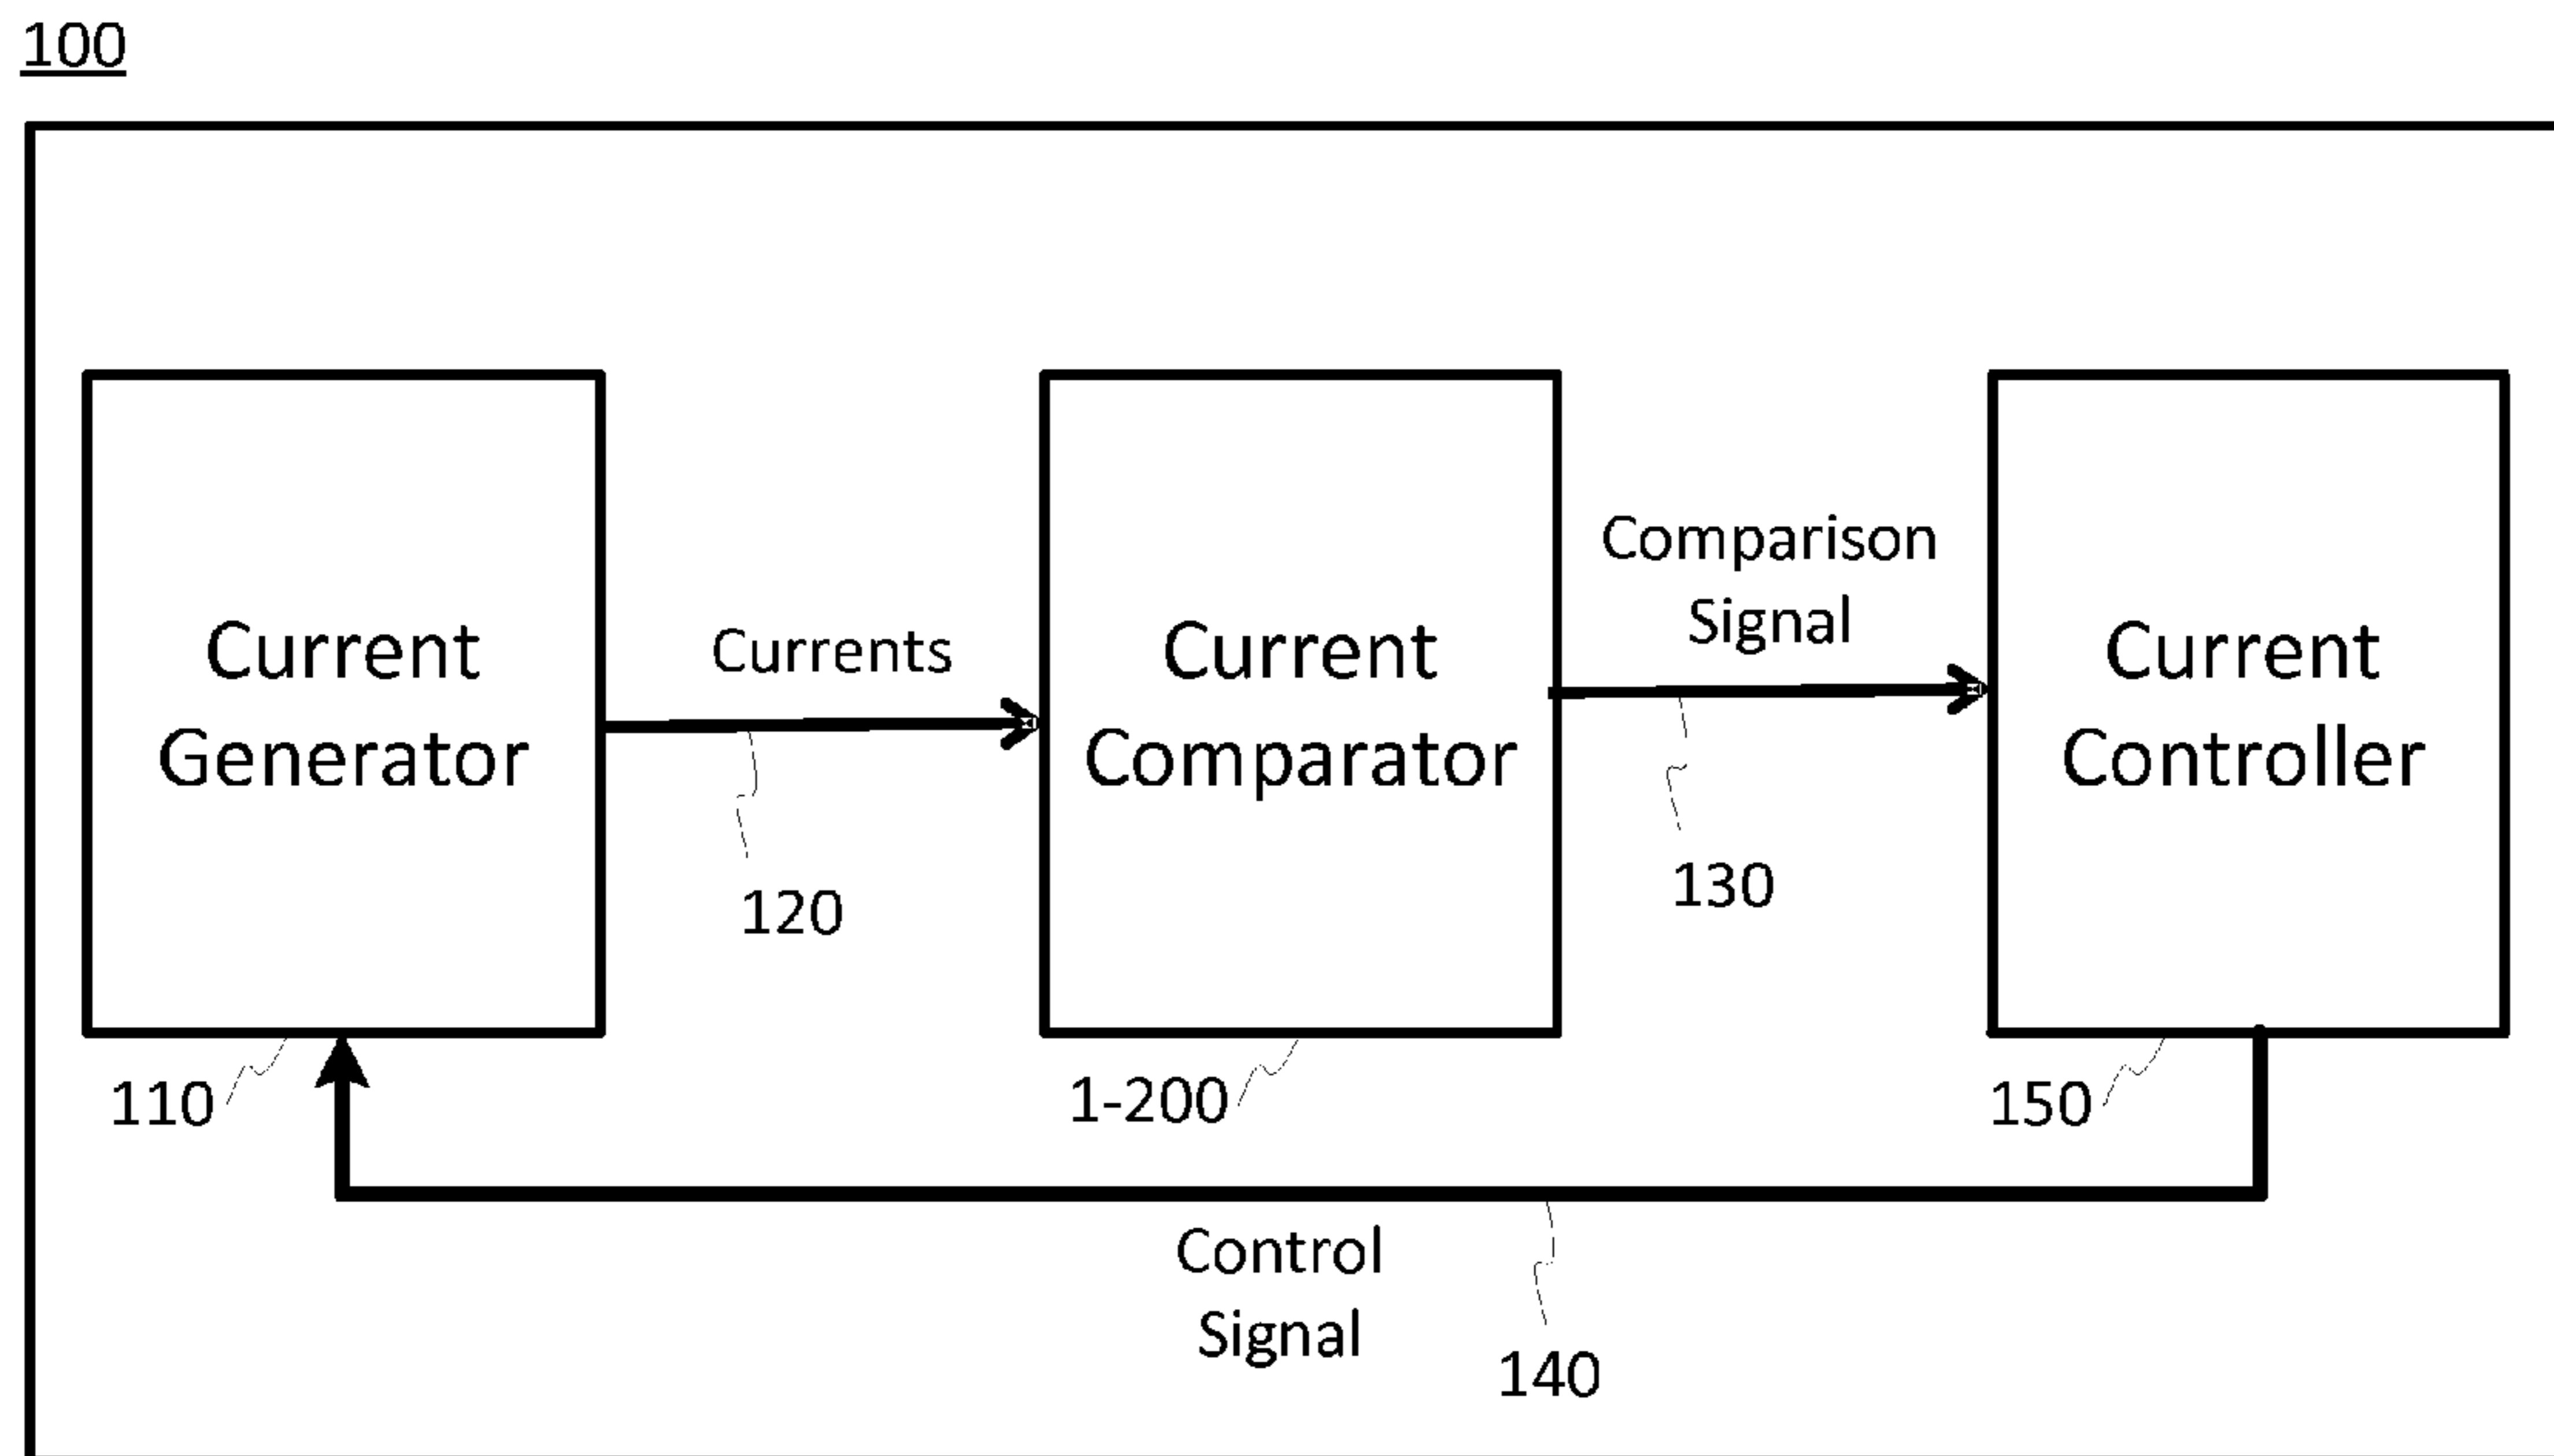 100
Current
Generator
Currents
120
Current
Comparator
Comparison
Signal
130
Current
Controller
110
1-200
150
Control
Signal
140